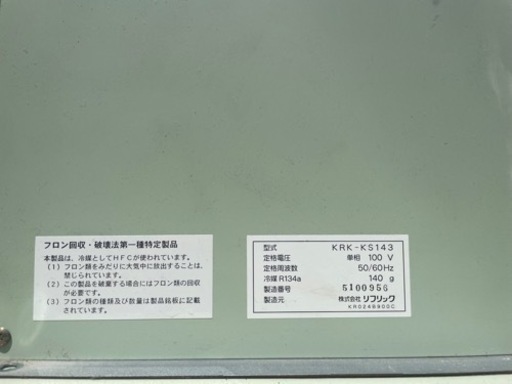 フロン回収・破壊法第一種特定製品
本製品は、冷媒としてHFCが使われています。
(1) フロン類をみだりに大気中に放出することは、
禁じられています。
(2) この製品を廃棄する場合にはフロン類の回収
が必要です。
(3) フロン類の種類及び数量は製品銘板に記載
されています。
型式 KRK-KS143
定格電圧 単相 100 V
定格周波数 50/60Hz
冷媒 R134a 140 g
製造番号 5100956
製造元 株式会社 リフリック
KR024B900C